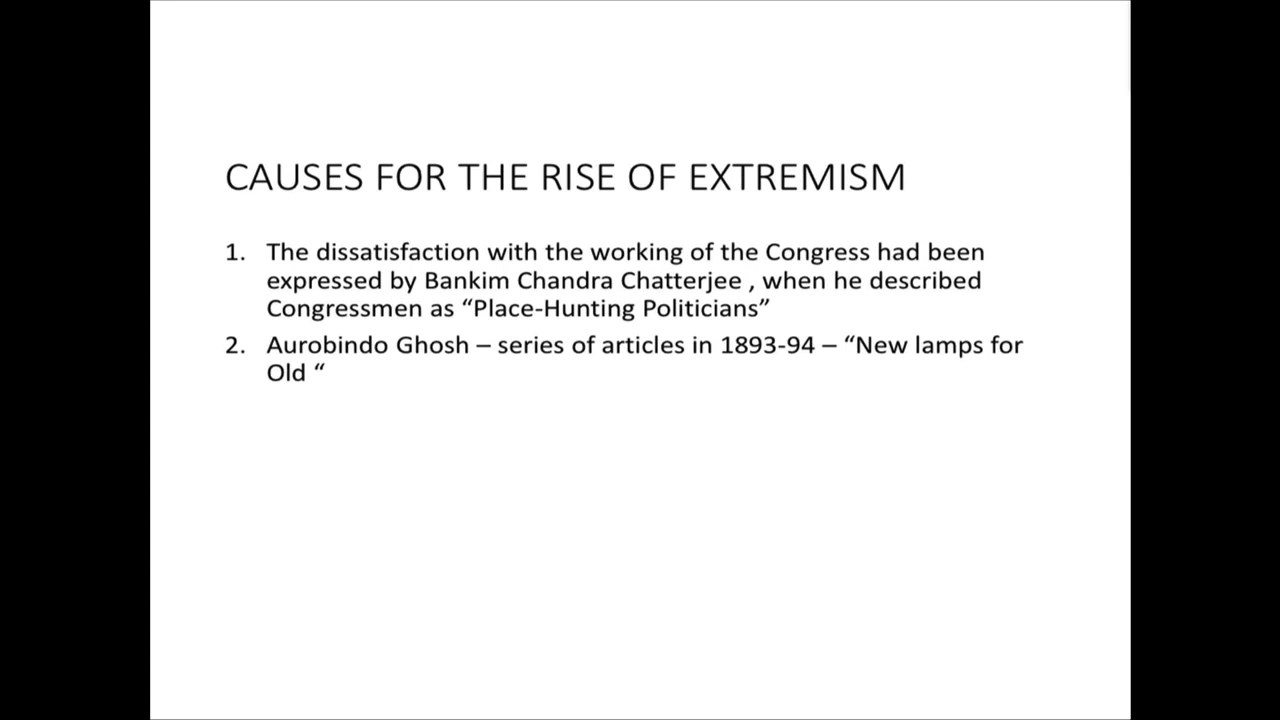 CAUSES FOR THE RISE OF EXTREMISM
1. The dissatisfaction with the working of the Congress had been
expressed by Bankim Chandra Chatterjee , when he described
Congressmen as “Place-Hunting Politicians”
2. Aurobindo Ghosh – series of articles in 1893-94 – “New lamps for
Old “